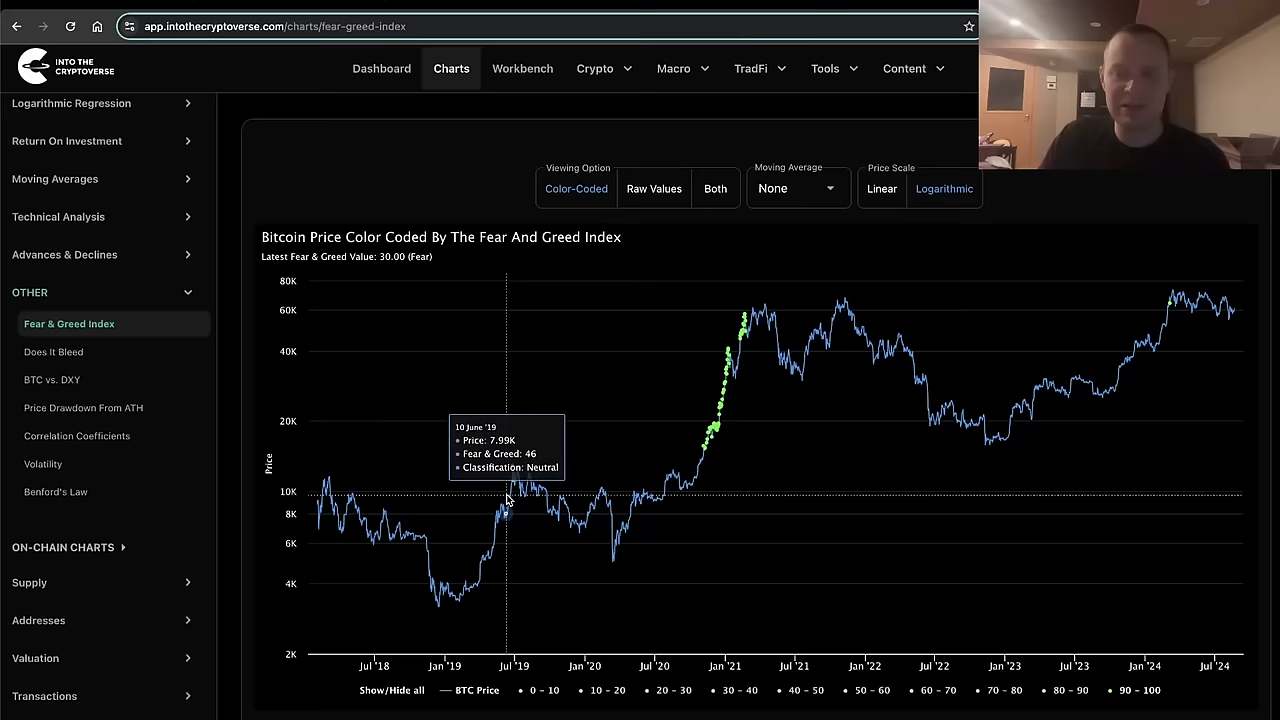 app.intothecryptoverse.com/charts/fear-greed-index
INTO THE
CRYPTOVERSE
Dashboard Charts Workbench Crypto Macro TradFi Tools Content
Logarithmic Regression
Return On Investment
Moving Averages
Technical Analysis
Advances & Declines
OTHER
Fear & Greed Index
Does It Bleed
BTC vs. DXY
Price Drawdown From ATH
Correlation Coefficients
Volatility
Benford's Law
ON-CHAIN CHARTS
Supply
Addresses
Valuation
Transactions
Viewing Option Moving Average Price Scale
Color-Coded Raw Values Both None Linear Logarithmic
Bitcoin Price Color Coded By The Fear And Greed Index
Latest Fear & Greed Value: 30.00 (Fear)
80K
60K
40K
20K
10K
8K
6K
4K
2K
Price
10 June '19
Price: 7.99K
Fear & Greed: 46
Classification: Neutral
Jul '18 Jan '19 Jul '19 Jan '20 Jul '20 Jan '21 Jul '21 Jan '22 Jul '22 Jan '23 Jul '23 Jan '24 Jul '24
Show/Hide all BTC Price 0 - 10 10 - 20 20 - 30 30 - 40 40 - 50 50 - 60 60 - 70 70 - 80 80 - 90 90 - 100